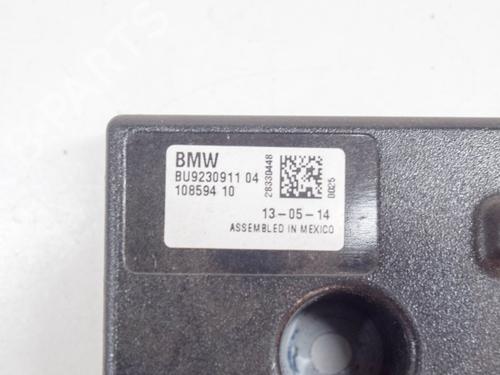 BMW
BU9230911 04
108594 10
28330448
0025
13-05-14
ASSEMBLED IN MEXICO